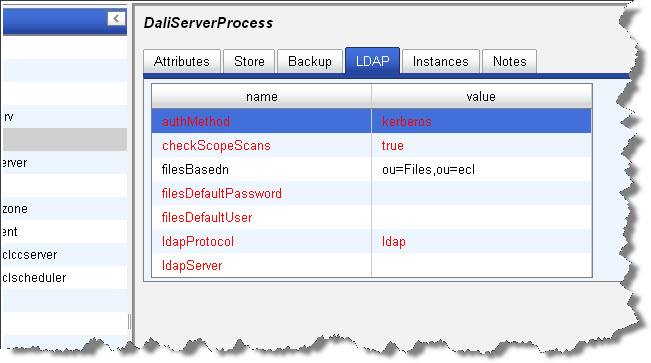 DaliServerProcess
Attributes Store Backup LDAP Instances Notes
name value
authMethod kerberos
checkScopeScans true
filesBasedn ou=Files,ou=ecl
filesDefaultPassword
filesDefaultUser
ldapProtocol ldap
ldapServer
rv
erver
zone
ent
clccserver
clscheduler